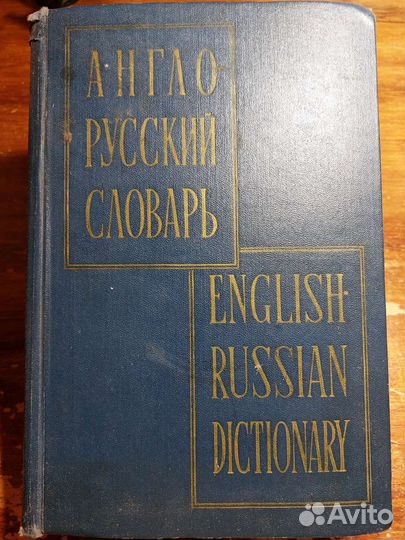 АНГЛО-
РУССКИЙ
СЛОВАРЬ
ENGLISH-
RUSSIAN
DICTIONARY
Avito